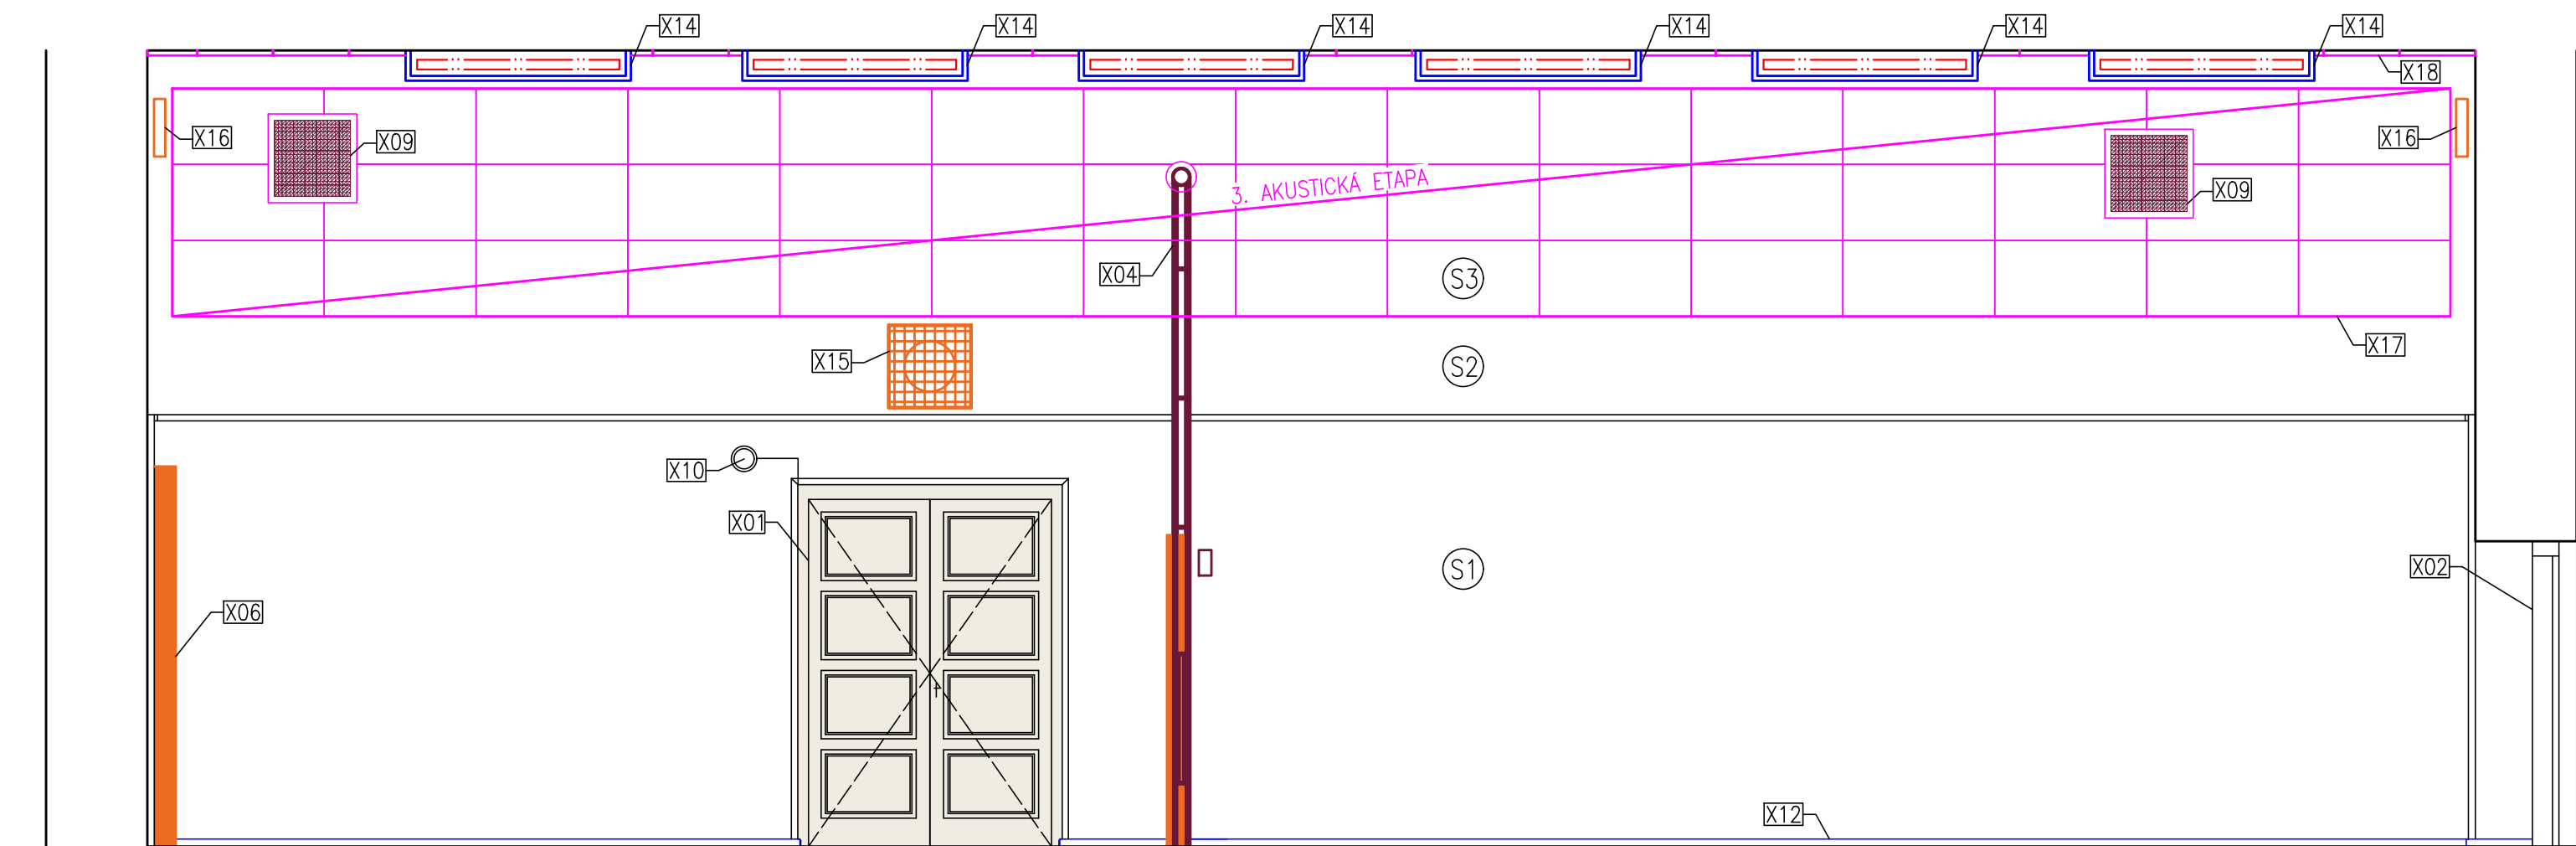 X14 X14 X14 X14 X14 X14
X18
X16 X09 X16
X09
3. AKUSTICKÁ ETAPA
X04 S3
X17
X15 S2
X10
X01
S1 X02
X06
X12